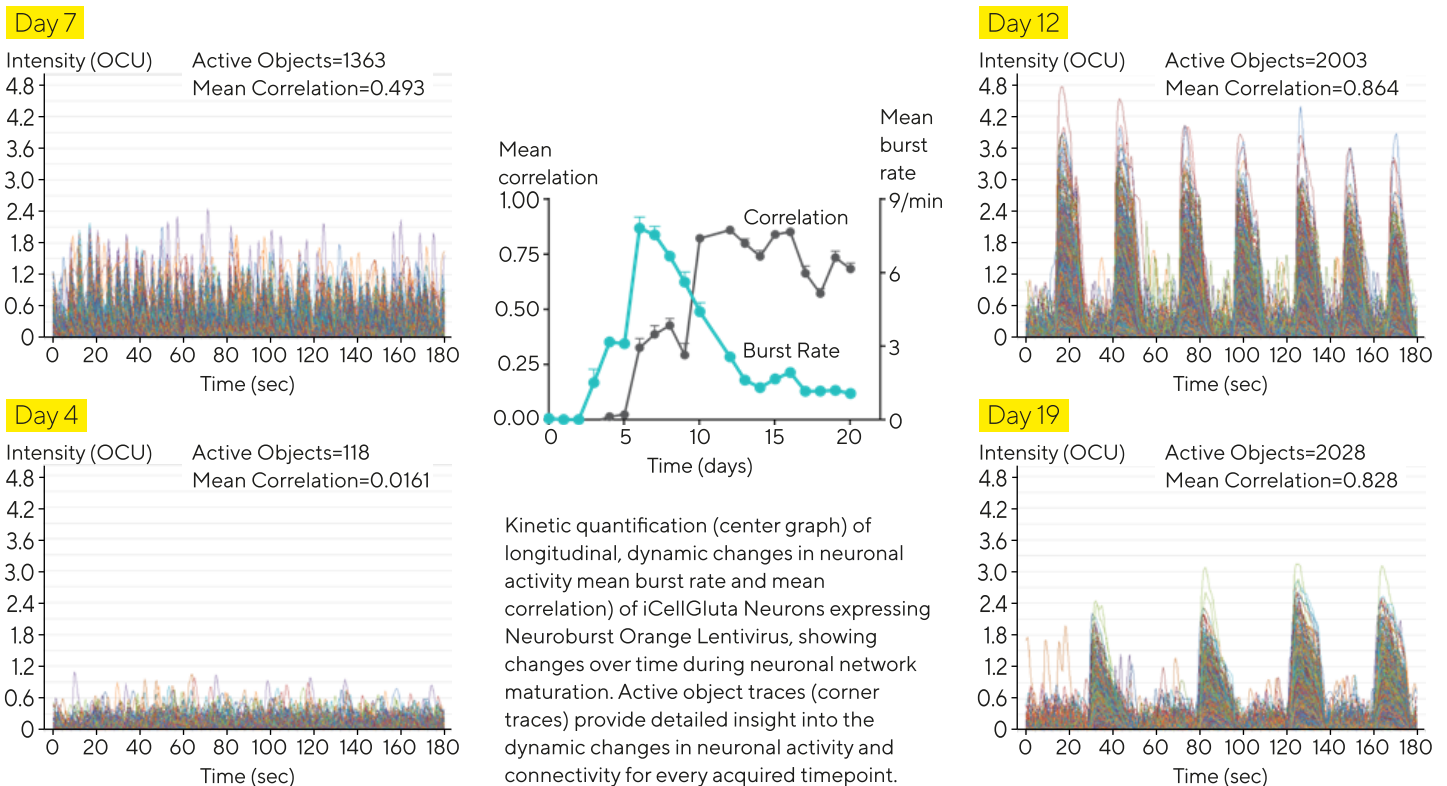 Day 7
Intensity (OCU)
Active Objects=1363
Mean Correlation=0.493
4.8
4.2
3.6
3.0
2.4
1.8
1.2
0.6
0
0 20 40 60 80 100 120 140 160 180
Time (sec)
Day 4
Intensity (OCU)
Active Objects=118
Mean Correlation=0.0161
4.8
4.2
3.6
3.0
2.4
1.8
1.2
0.6
0
0 20 40 60 80 100 120 140 160 180
Time (sec)
Mean
correlation
1.00
0.75
0.50
0.25
0.00
Mean
burst
rate
9/min
6
3
0
Correlation
Burst Rate
0 5 10 15 20
Time (days)
Kinetic quantification (center graph) of
longitudinal, dynamic changes in neuronal
activity mean burst rate and mean
correlation) of iCellGluta Neurons expressing
Neuroburst Orange Lentivirus, showing
changes over time during neuronal network
maturation. Active object traces (corner
traces) provide detailed insight into the
dynamic changes in neuronal activity and
connectivity for every acquired timepoint.
Day 12
Intensity (OCU)
Active Objects=2003
Mean Correlation=0.864
4.8
4.2
3.6
3.0
2.4
1.8
1.2
0.6
0
0 20 40 60 80 100 120 140 160 180
Time (sec)
Day 19
Intensity (OCU)
Active Objects=2028
Mean Correlation=0.828
4.8
4.2
3.6
3.0
2.4
1.8
1.2
0.6
0
0 20 40 60 80 100 120 140 160 180
Time (sec)